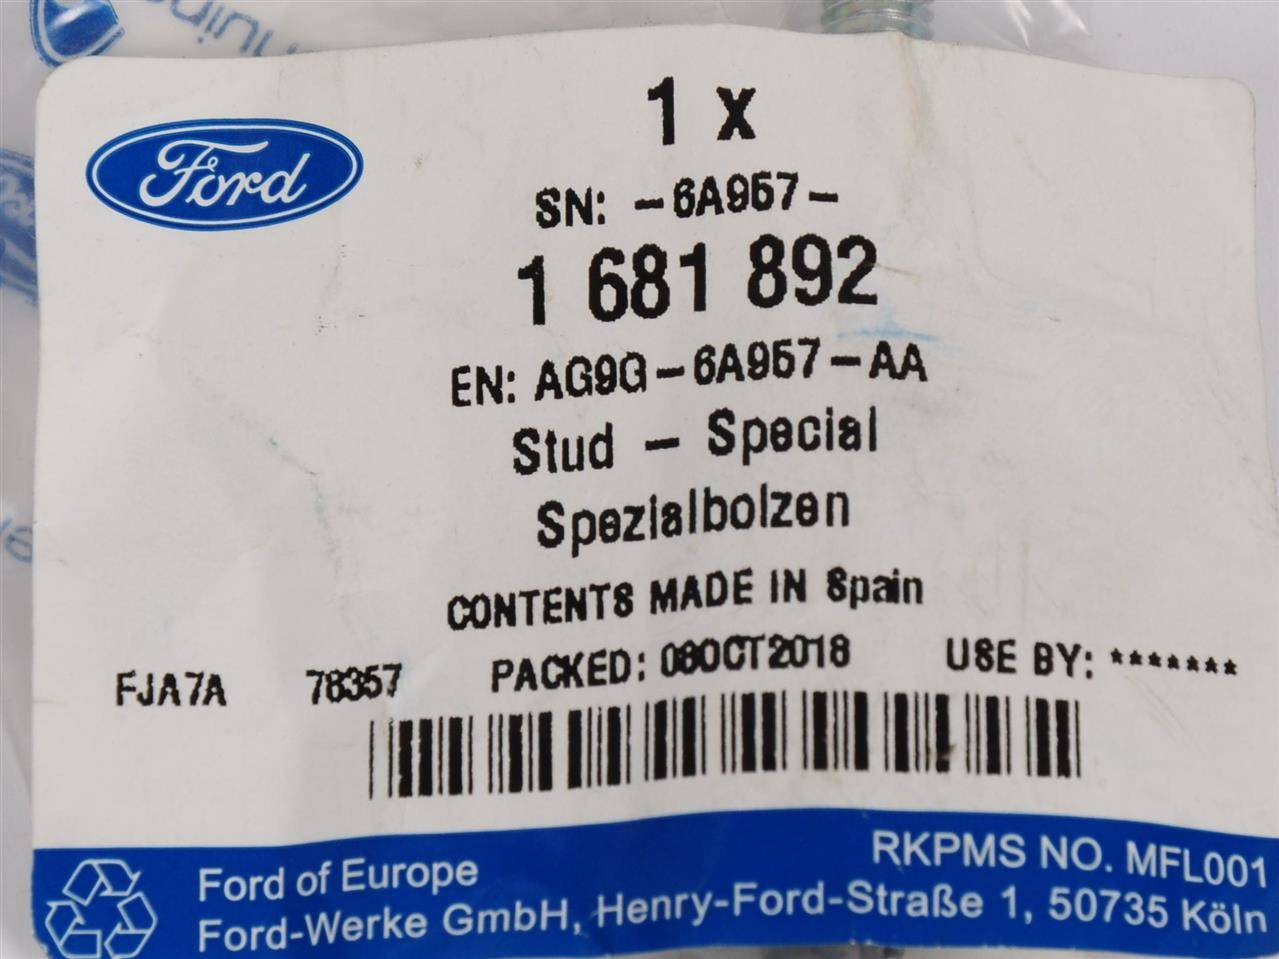 Ford
1 x
SN: -6A957-
1 681 892
EN: AG9G-6A957-AA
Stud - Special
Spezialbolzen
CONTENTS MADE IN Spain
FJA7A 78357 PACKED: 08OCT2018 USE BY: *******
RKPMS NO. MFL001
Ford of Europe
Ford-Werke GmbH, Henry-Ford-Straße 1, 50735 Köln